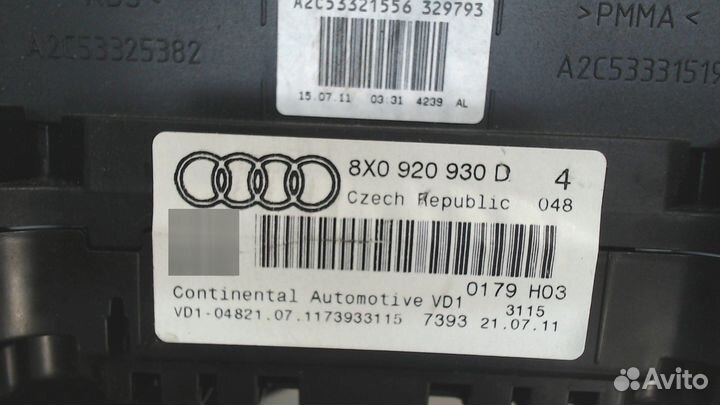 A2C53321556 329793
15.07.11 03:31 4239 AL
A2C53325382
>PMMA<
A2C53331519
8X0 920 930 D 4
Czech Republic 048
0179 H03
Continental Automotive VD1 3115
VD1-04821.07.1173933115 7393 21.07.11
Avito